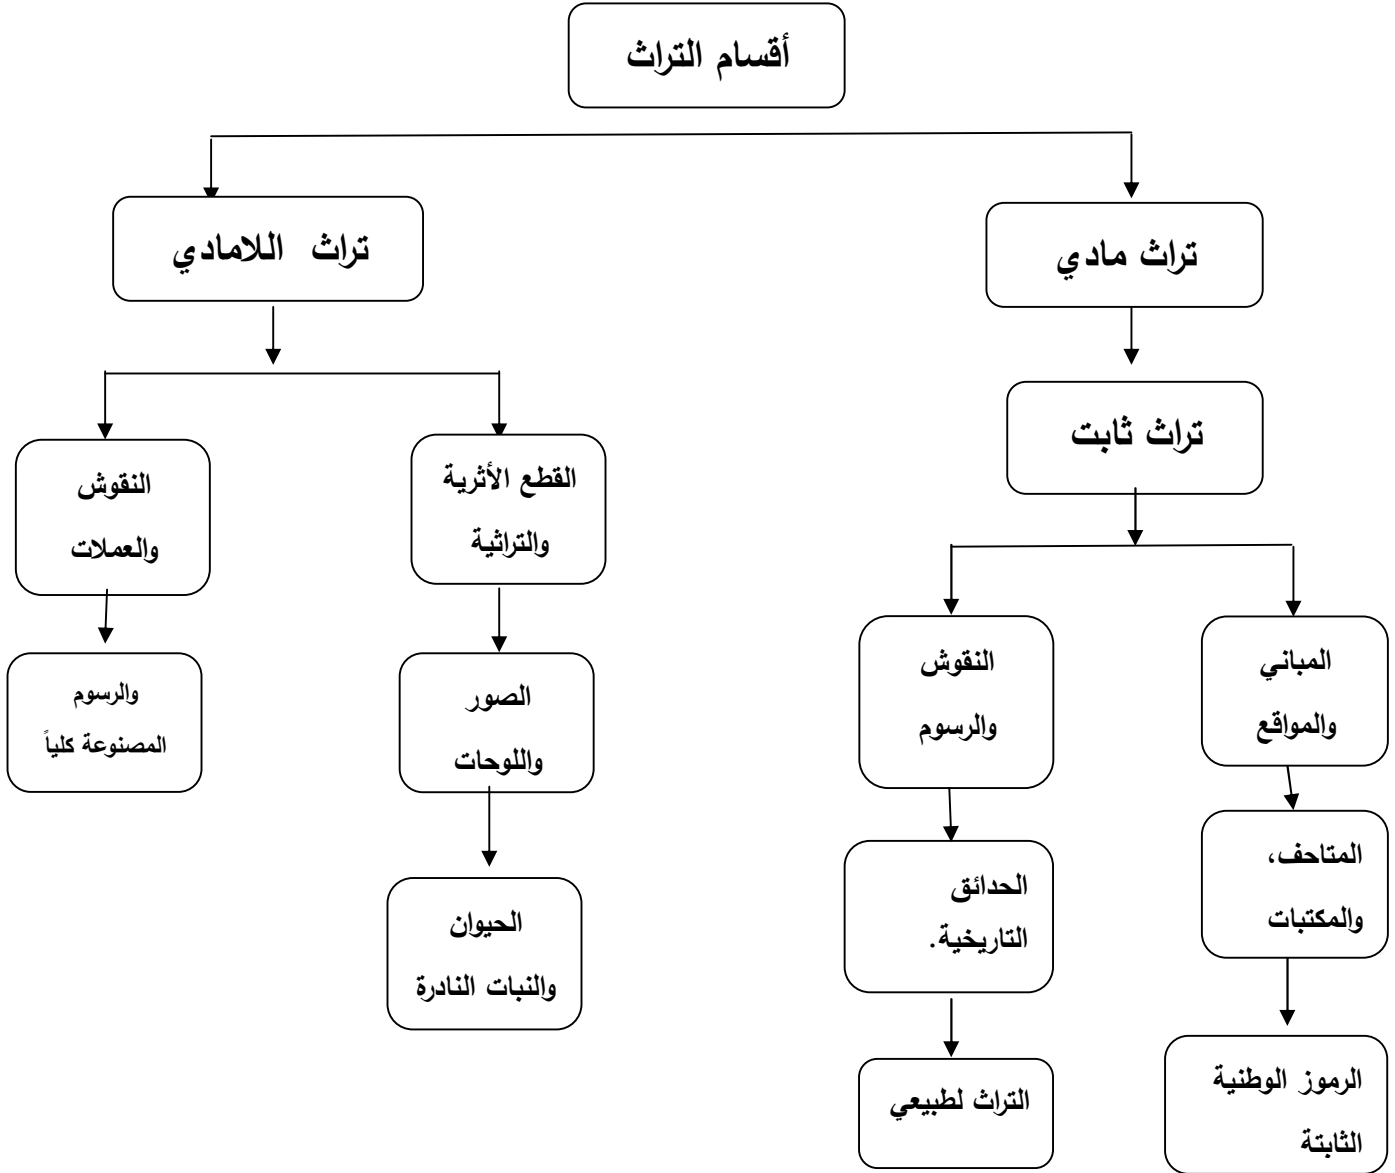 أقسام التراث
تراث مادي
تراث اللامادي
تراث ثابت
المباني
والمواقع
النقوش
والرسوم
المتاحف،
والمكتبات
الحدائق
التاريخية.
الرموز الوطنية
الثابتة
التراث لطبيعي
القطع الأثرية
والتراثية
النقوش
والعملات
الصور
واللوحات
والرسوم
المصنوعة كلياً
الحيوان
والنبات النادرة